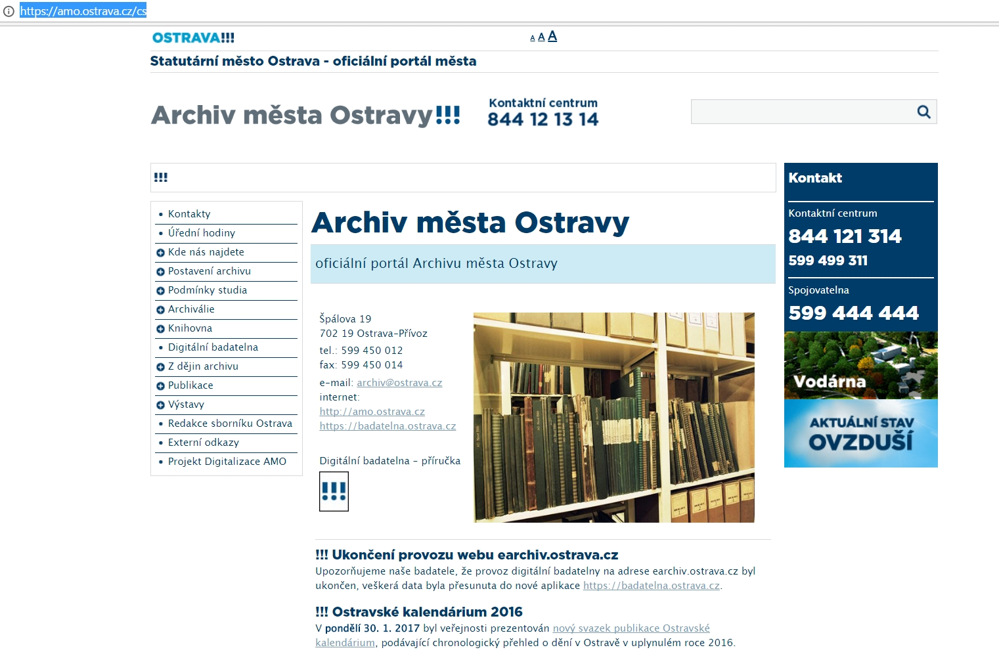 https://amo.ostrava.cz/cs
OSTRAVA!!!
A A A
Statutární město Ostrava - oficiální portál města
Archiv města Ostravy!!!
Kontaktní centrum
844 12 13 14
!!!
Kontakty
Úřední hodiny
Kde nás najdete
Postavení archivu
Podmínky studia
Archiválie
Knihovna
Digitální badatelna
Z dějin archivu
Publikace
Výstavy
Redakce sborníku Ostrava
Externí odkazy
Projekt Digitalizace AMO
Archiv města Ostravy
oficiální portál Archivu města Ostravy
Špálova 19
702 19 Ostrava-Přívoz
tel.: 599 450 012
fax: 599 450 014
e-mail: archiv@ostrava.cz
internet:
http://amo.ostrava.cz
https://badatelna.ostrava.cz
Digitální badatelna - příručka
!!!
!!! Ukončení provozu webu earchiv.ostrava.cz
Upozorňujeme naše badatele, že provoz digitální badatelny na adrese earchiv.ostrava.cz byl
ukončen, veškerá data byla přesunuta do nové aplikace https://badatelna.ostrava.cz.
!!! Ostravské kalendárium 2016
V pondělí 30. 1. 2017 byl veřejnosti prezentován nový svazek publikace Ostravské
kalendárium, podávající chronologický přehled o dění v Ostravě v uplynulém roce 2016.
Kontakt
Kontaktní centrum
844 121 314
599 499 311
Spojovatelna
599 444 444
Vodárna
AKTUÁLNÍ STAV
OVZDUŠÍ